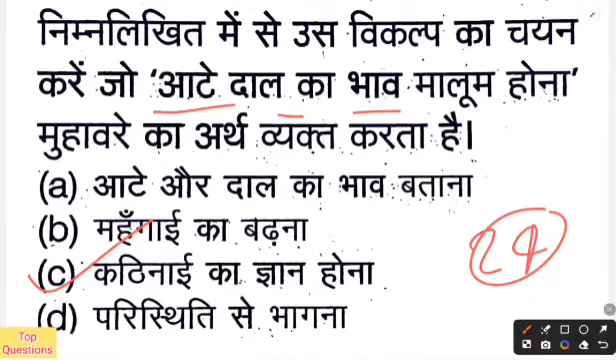 निम्नलिखित में से उस विकल्प का चयन
करें जो ‘आटे दाल का भाव मालूम होना’
मुहावरे का अर्थ व्यक्त करता है।
(a) आटे और दाल का भाव बताना
(b) महँगाई का बढ़ना
(c) कठिनाई का ज्ञान होना
(d) परिस्थिति से भागना
24
Top
Questions